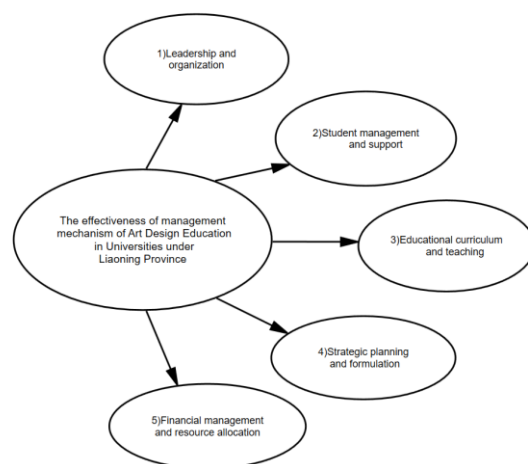 1)Leadership and
organization
2)Student management
and support
The effectiveness of management
mechanism of Art Design Education
in Universities under
Liaoning Province
3)Educational curriculum
and teaching
4)Strategic planning
and formulation
5)Financial management
and resource allocation